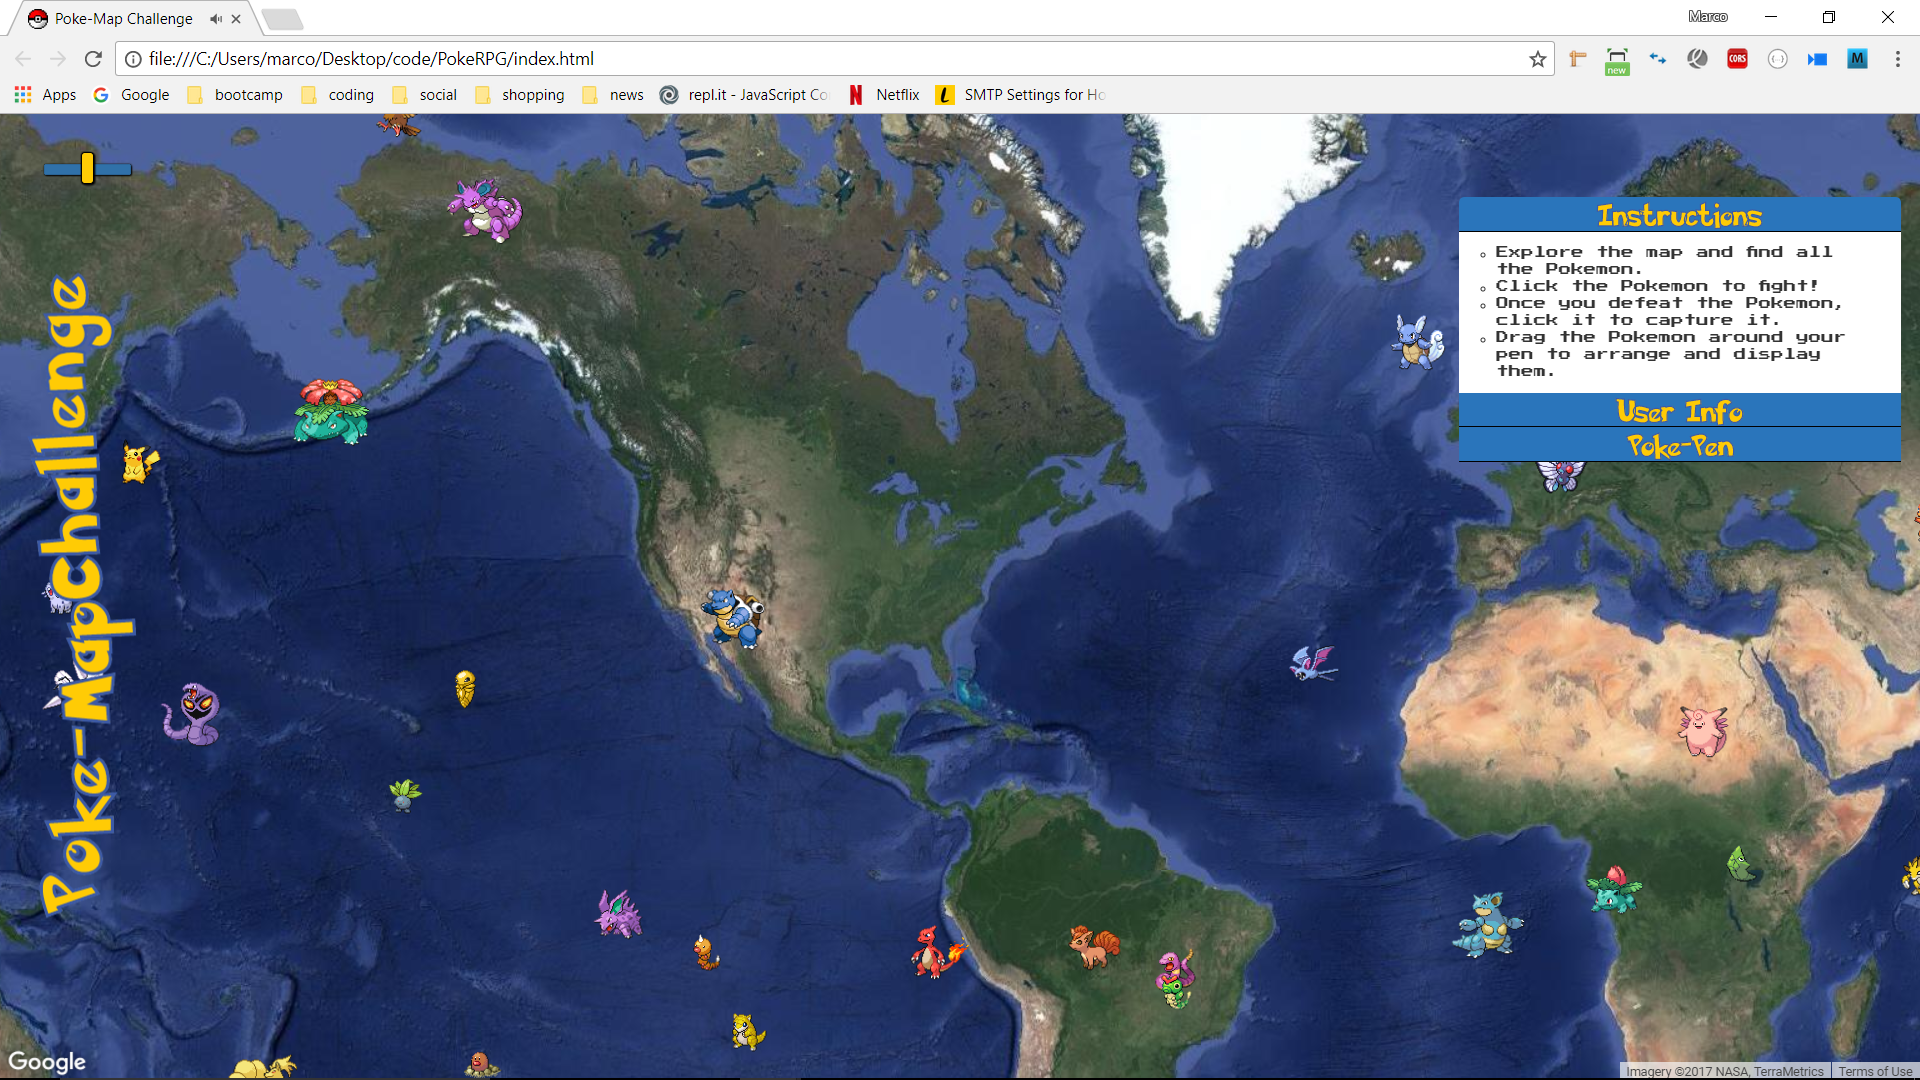 Poke-Map Challenge
Marco
file:///C:/Users/marco/Desktop/code/PokeRPG/index.html
new
CORS
M
Apps
Google
bootcamp
coding
social
shopping
news
repl.it - JavaScript Co
Netflix
SMTP Settings for Ho
Poke-Map Challenge
Instructions
Explore the map and find all
the Pokemon.
Click the Pokemon to fight!
Once you defeat the Pokemon,
click it to capture it.
Drag the Pokemon around your
pen to arrange and display
them.
User Info
Poke-Pen
Google
Imagery ©2017 NASA, TerraMetrics
Terms of Use